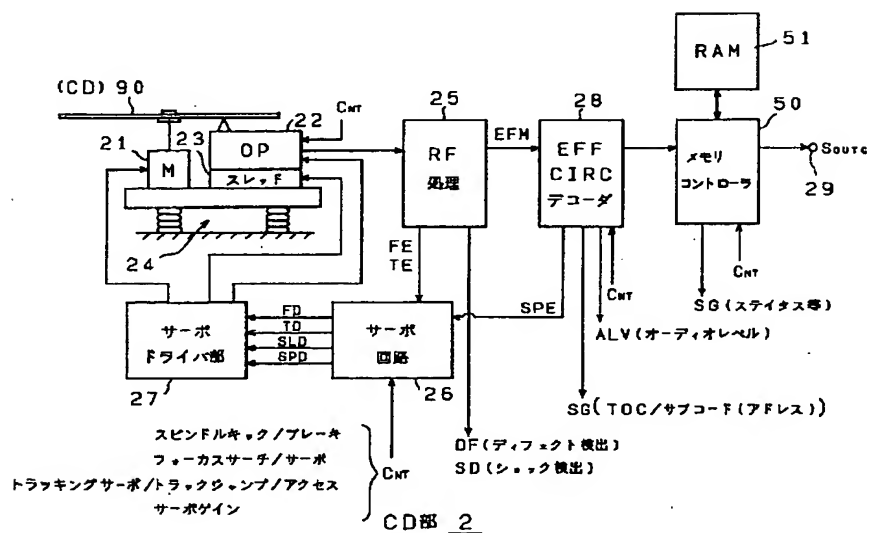 51
RAM
(CD) 90
22
CNT
25
28
50
21
23
EFM
OP
M
スレッド
RF
処理
EFF
CIRC
デコーダ
メモリ
コントローラ
SOUTC
29
24
FE
TE
CNT
CNT
SPE
SG(ステイタス等)
FD
TD
SLD
SPD
サーボ
ドライバ部
サーボ
回路
ALV(オーディオレベル)
27
26
SG(TOC/サブコード(アドレス))
スピンドルキック/ブレーキ
フォーカスサーチ/サーボ
トラッキングサーボ/トラックジャンプ/アクセス
サーボゲイン
CNT
DF(ディフェクト検出)
SD(ショック検出)
CD部 2